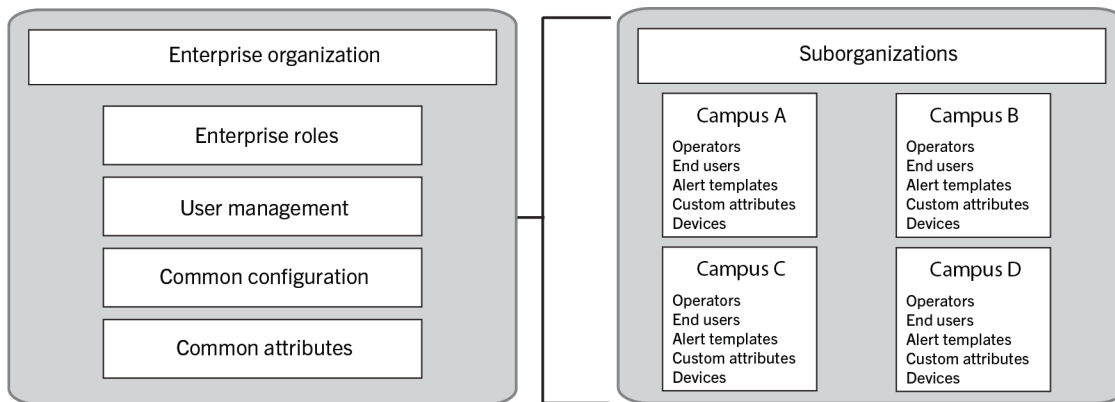 Enterprise organization
Enterprise roles
User management
Common configuration
Common attributes
Suborganizations
Campus A
Operators
End users
Alert templates
Custom attributes
Devices
Campus B
Operators
End users
Alert templates
Custom attributes
Devices
Campus C
Operators
End users
Alert templates
Custom attributes
Devices
Campus D
Operators
End users
Alert templates
Custom attributes
Devices